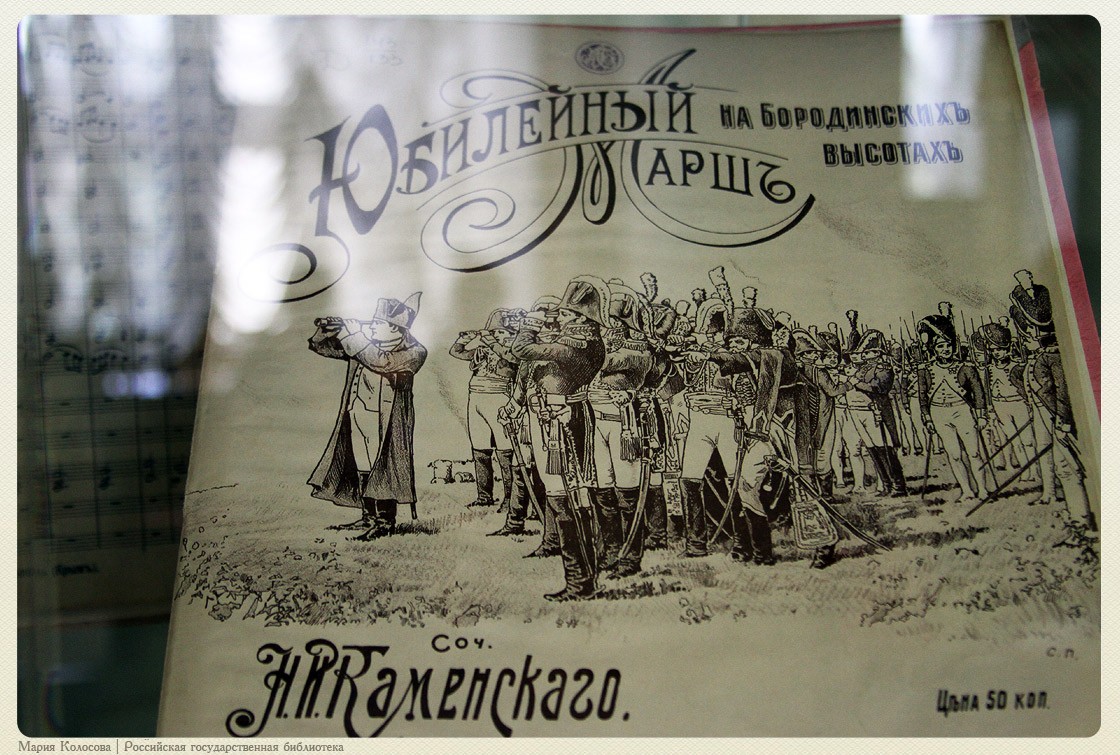 Юбилейный Маршъ
на Бородинскихъ
высотахъ
Соч.
Н.И. Каменскаго.
С.П.
Цѣна 50 коп.
Мария Колосова | Российская государственная библиотека